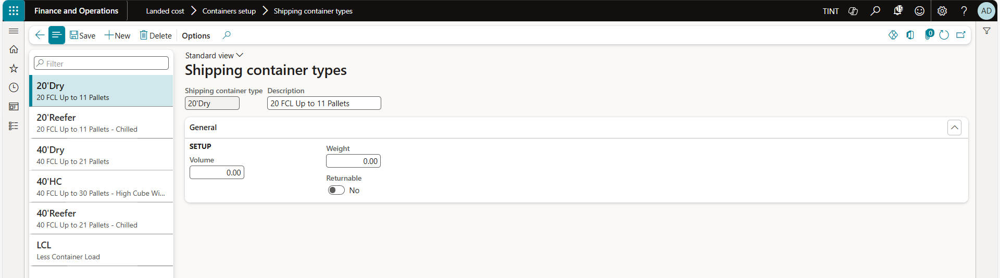 Finance and Operations
Landed cost
Containers setup
Shipping container types
TINT
19
AD
Save
New
Delete
Options
0
Filter
20'Dry
20 FCL Up to 11 Pallets
20'Reefer
20 FCL Up to 11 Pallets - Chilled
40'Dry
40 FCL Up to 21 Pallets
40'HC
40 FCL Up to 30 Pallets - High Cube Wi...
40'Reefer
40 FCL Up to 21 Pallets - Chilled
LCL
Less Container Load
Standard view
Shipping container types
Shipping container type Description
20'Dry 20 FCL Up to 11 Pallets
General
SETUP
Volume
0.00
Weight
0.00
Returnable
No